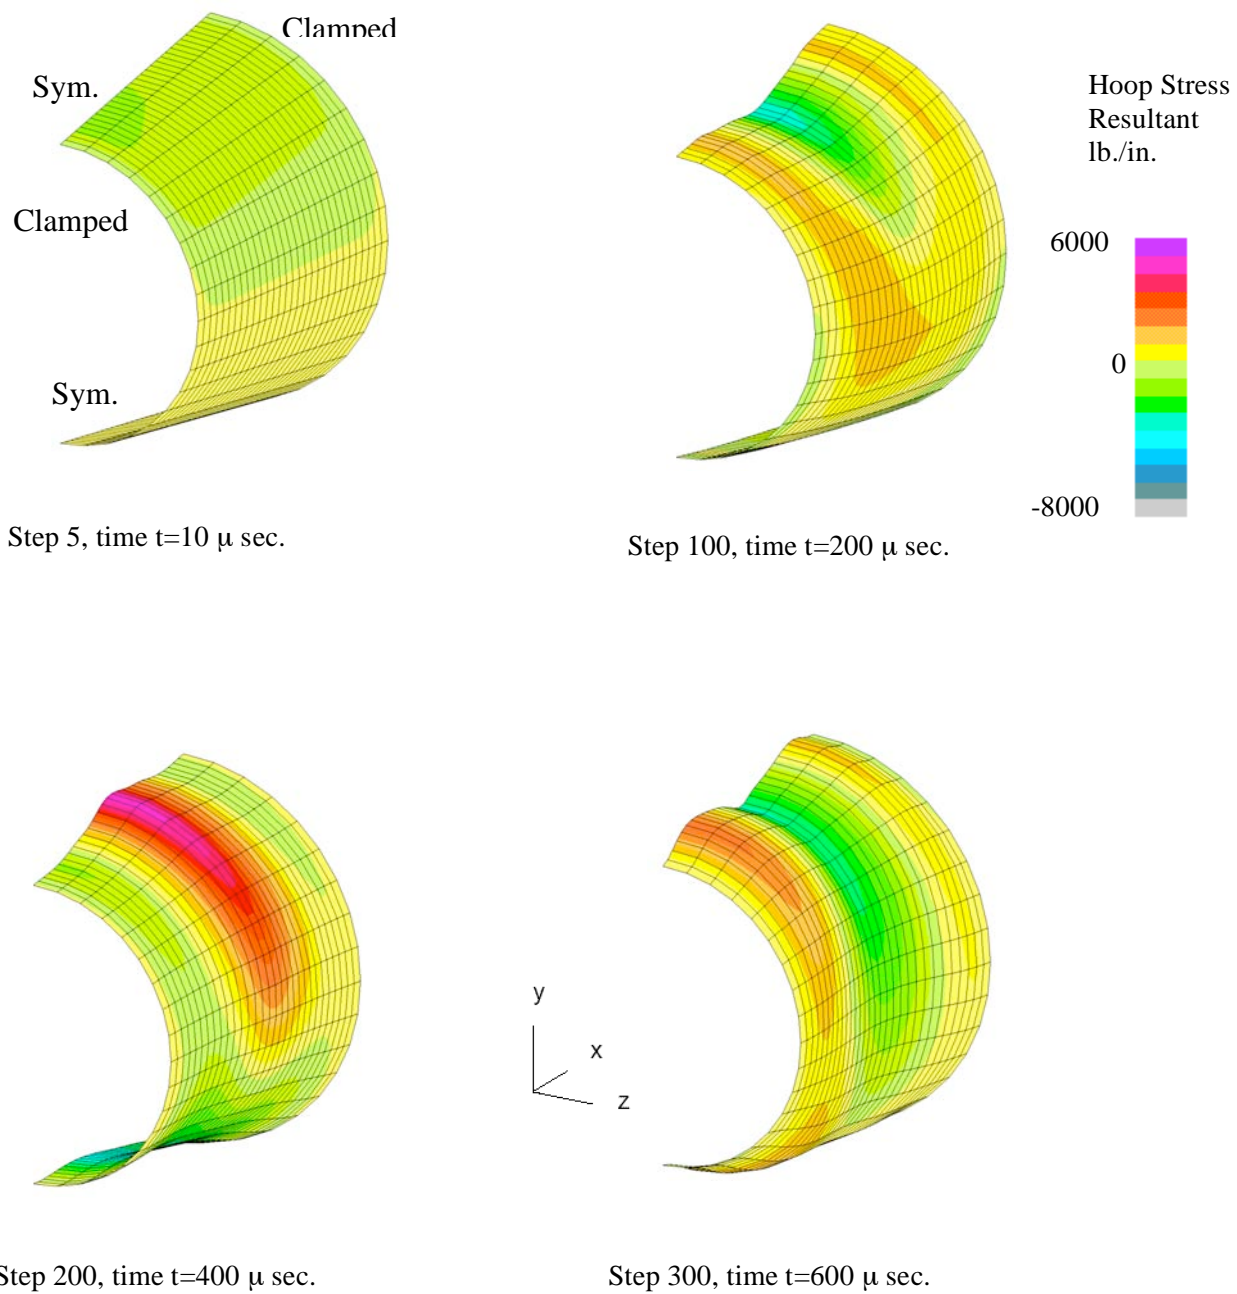 Clamped
Sym.
Clamped
Sym.
Hoop Stress
Resultant
lb./in.
6000
0
-8000
Step 5, time t=10 μ sec.
Step 100, time t=200 μ sec.
y
x
z
Step 200, time t=400 μ sec.
Step 300, time t=600 μ sec.